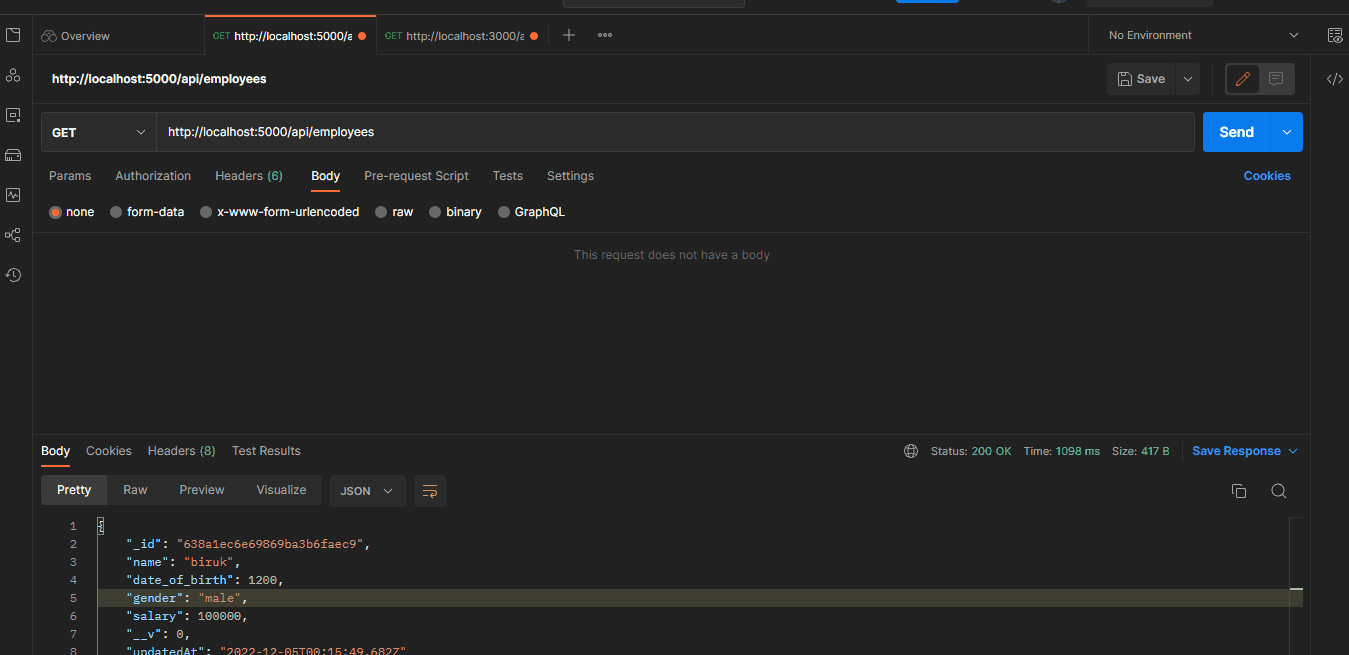 Overview
GET http://localhost:5000/a
GET http://localhost:3000/a
No Environment
http://localhost:5000/api/employees
Save
GET http://localhost:5000/api/employees Send
Params Authorization Headers (6) Body Pre-request Script Tests Settings Cookies
none form-data x-www-form-urlencoded raw binary GraphQL
This request does not have a body
Body Cookies Headers (8) Test Results Status: 200 OK Time: 1098 ms Size: 417 B Save Response
Pretty Raw Preview Visualize JSON
1 {
2 "_id": "638a1ec6e69869ba3b6faec9",
3 "name": "biruk",
4 "date_of_birth": 1200,
5 "gender": "male",
6 "salary": 100000,
7 "__v": 0,
8 "updatedAt": "2022-12-05T00:15:49.682Z"